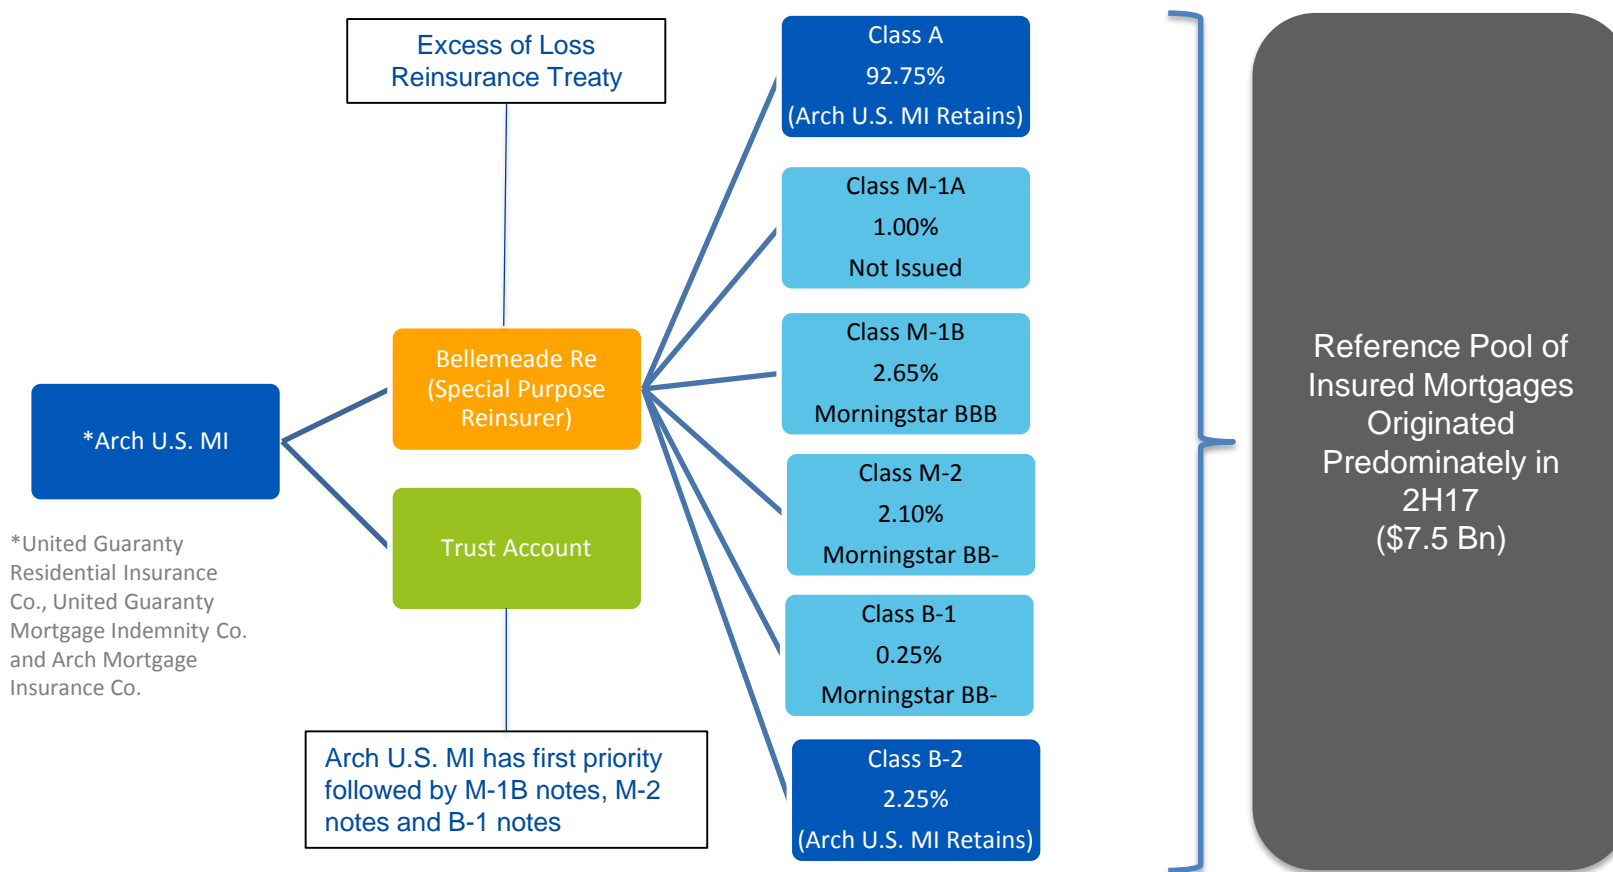 Excess of Loss
Reinsurance Treaty
*Arch U.S. MI
*United Guaranty
Residential Insurance
Co., United Guaranty
Mortgage Indemnity Co.
and Arch Mortgage
Insurance Co.
Bellemeade Re
(Special Purpose
Reinsurer)
Trust Account
Arch U.S. MI has first priority
followed by M-1B notes, M-2
notes and B-1 notes
Class A
92.75%
(Arch U.S. MI Retains)
Class M-1A
1.00%
Not Issued
Class M-1B
2.65%
Morningstar BBB
Class M-2
2.10%
Morningstar BB-
Class B-1
0.25%
Morningstar BB-
Class B-2
2.25%
(Arch U.S. MI Retains)
Reference Pool of
Insured Mortgages
Originated
Predominately in
2H17
($7.5 Bn)